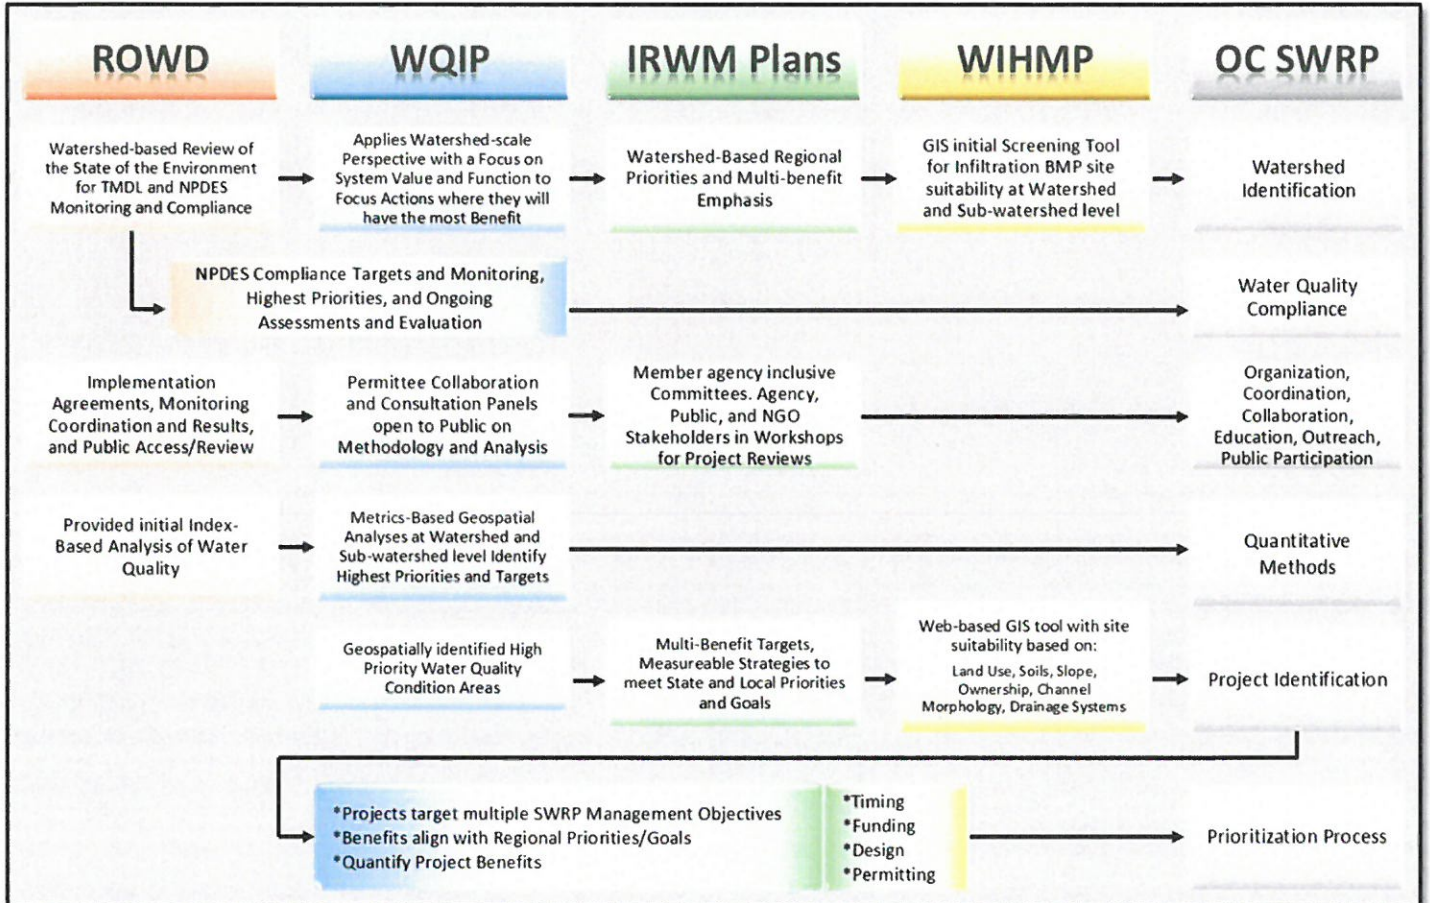 ROWD
WQIP
IRWM Plans
WIHMP
OC SWRP
Watershed-based Review of
the State of the Environment
for TMDL and NPDES
Monitoring and Compliance
Applies Watershed-scale
Perspective with a Focus on
System Value and Function to
Focus Actions where they will
have the most Benefit
Watershed-Based Regional
Priorities and Multi-benefit
Emphasis
GIS initial Screening Tool
for Infiltration BMP site
suitability at Watershed
and Sub-watershed level
Watershed
Identification
NPDES Compliance Targets and Monitoring,
Highest Priorities, and Ongoing
Assessments and Evaluation
Water Quality
Compliance
Implementation
Agreements, Monitoring
Coordination and Results,
and Public Access/Review
Permittee Collaboration
and Consultation Panels
open to Public on
Methodology and Analysis
Member agency inclusive
Committees. Agency,
Public, and NGO
Stakeholders in Workshops
for Project Reviews
Organization,
Coordination,
Collaboration,
Education, Outreach,
Public Participation
Provided initial Index-
Based Analysis of Water
Quality
Metrics-Based Geospatial
Analyses at Watershed and
Sub-watershed level Identify
Highest Priorities and Targets
Quantitative
Methods
Geospatially identified High
Priority Water Quality
Condition Areas
Multi-Benefit Targets,
Measureable Strategies to
meet State and Local Priorities
and Goals
Web-based GIS tool with site
suitability based on:
Land Use, Soils, Slope,
Ownership, Channel
Morphology, Drainage Systems
Project Identification
*Projects target multiple SWRP Management Objectives
*Benefits align with Regional Priorities/Goals
*Quantify Project Benefits
*Timing
*Funding
*Design
*Permitting
Prioritization Process